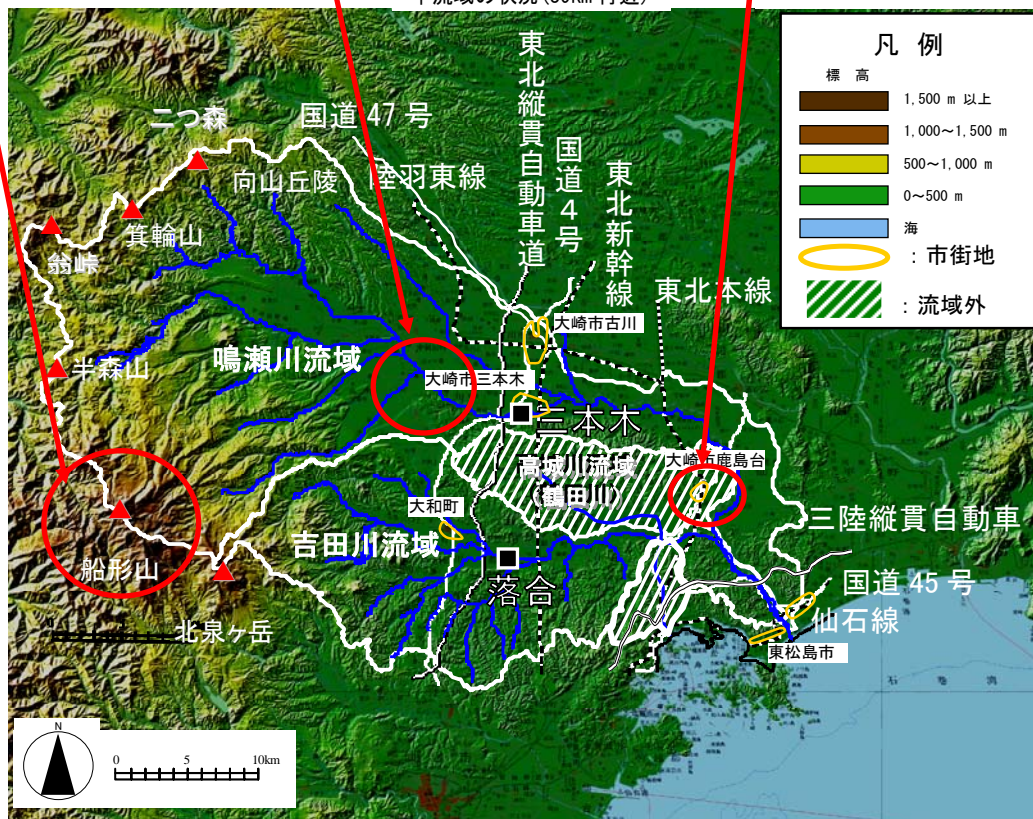 凡 例
標 高
1,500 m 以上
1,000～1,500 m
500～1,000 m
0～500 m
海
：市街地
：流域外
二つ森
国道 47 号
東北縦貫自動車道
国道４号
東北新幹線
向山丘陵
陸羽東線
箕輪山
翁峠
東北本線
大崎市古川
鳴瀬川流域
半森山
大崎市三本木
三本木
高城川流域
（鶴田川）
大崎市鹿島台
大和町
吉田川流域
三陸縦貫自動車
落合
船形山
国道 45 号
仙石線
北泉ヶ岳
東松島市
石巻湾
N
0 5 10km